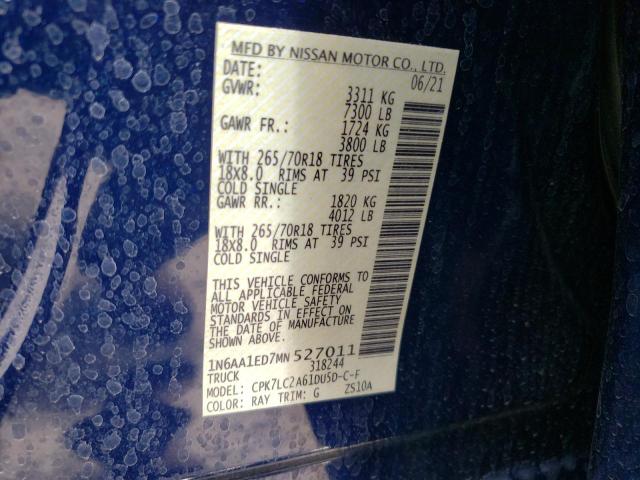 MFD BY NISSAN MOTOR CO., LTD.
DATE: 06/21
GVWR: 3311 KG
7300 LB
GAWR FR.: 1724 KG
3800 LB
WITH 265/70R18 TIRES
18X8.0 RIMS AT 39 PSI
COLD SINGLE
GAWR RR.: 1820 KG
4012 LB
WITH 265/70R18 TIRES
18X8.0 RIMS AT 39 PSI
COLD SINGLE
THIS VEHICLE CONFORMS TO
ALL APPLICABLE FEDERAL
MOTOR VEHICLE SAFETY
STANDARDS IN EFFECT ON
THE DATE OF MANUFACTURE
SHOWN ABOVE.
1N6AA1ED7MN527011
TRUCK 318244
MODEL: CPK7LC2A61DU5D-C-F
COLOR: RAY TRIM: G ZS10A